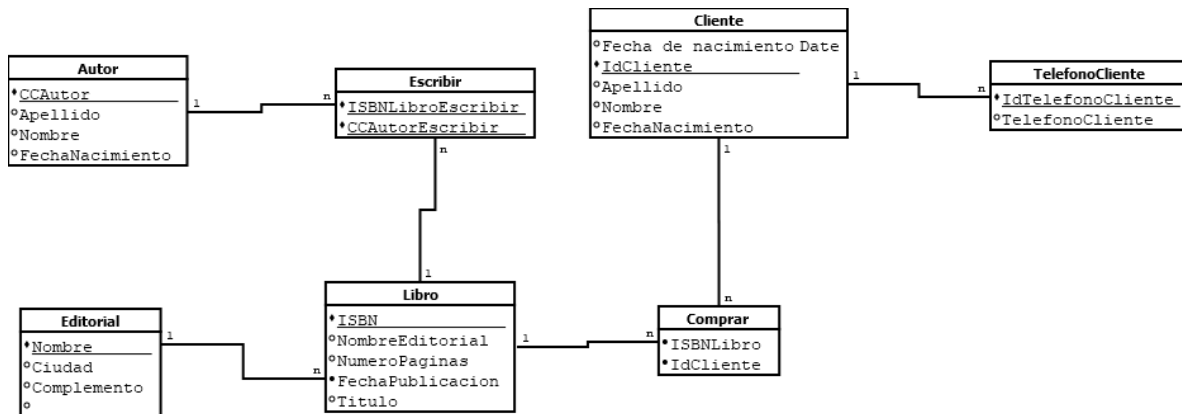 Autor
CCAutor
Apellido
Nombre
FechaNacimiento
1
n
Escribir
ISBNLibroEscribir
CCAutorEscribir
n
1
Cliente
Fecha de nacimiento Date
IdCliente
Apellido
Nombre
FechaNacimiento
1
n
TelefonoCliente
IdTelefonoCliente
TelefonoCliente
1
n
Editorial
Nombre
Ciudad
Complemento
1
n
Libro
ISBN
NombreEditorial
NumeroPaginas
FechaPublicacion
Titulo
1
n
Comprar
ISBNLibro
IdCliente